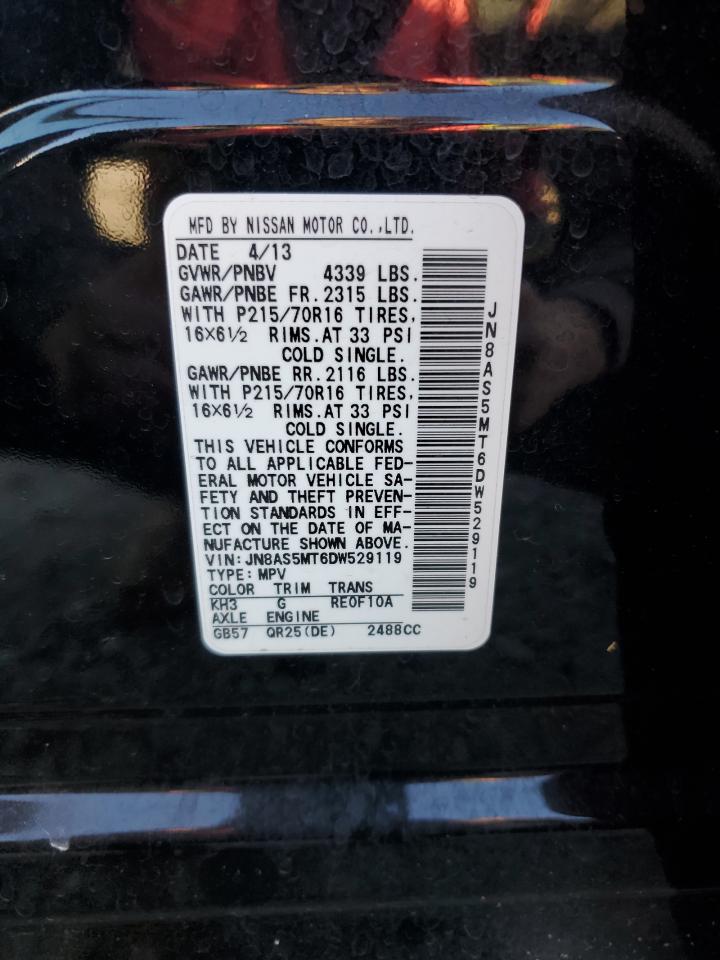 MFD BY NISSAN MOTOR CO.,LTD.
DATE 4/13
GVWR/PNBV 4339 LBS.
GAWR/PNBE FR. 2315 LBS.
WITH P215/70R16 TIRES,
16X6½ RIMS.AT 33 PSI
COLD SINGLE.
GAWR/PNBE RR. 2116 LBS.
WITH P215/70R16 TIRES,
16X6½ RIMS.AT 33 PSI
COLD SINGLE.
THIS VEHICLE CONFORMS
TO ALL APPLICABLE FED-
ERAL MOTOR VEHICLE SA-
FETY AND THEFT PREVEN-
TION STANDARDS IN EFF-
ECT ON THE DATE OF MA-
NUFACTURE SHOWN ABOVE.
VIN:JN8AS5MT6DW529119
TYPE:MPV
COLOR TRIM TRANS
KH3 G RE0F10A
AXLE ENGINE
GB57 QR25(DE) 2488CC
JN8AS5MT6DW529119